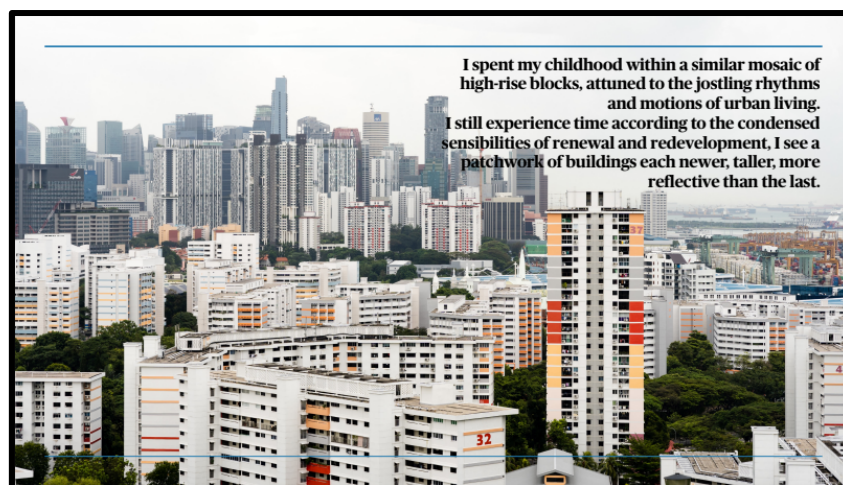 I spent my childhood within a similar mosaic of
high-rise blocks, attuned to the jostling rhythms
and motions of urban living.
I still experience time according to the condensed
sensibilities of renewal and redevelopment, I see a
patchwork of buildings each newer, taller, more
reflective than the last.
37
4
32